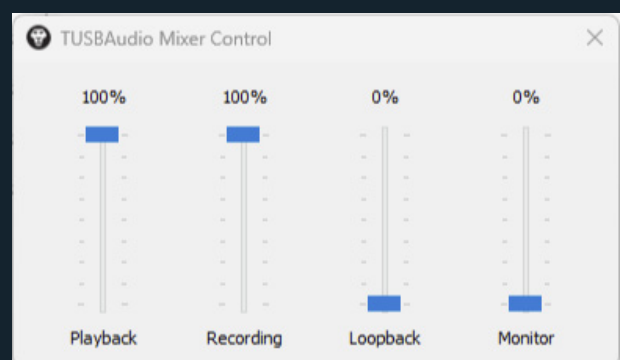 TUSBAudio Mixer Control
100% 100% 0% 0%
Playback Recording Loopback Monitor